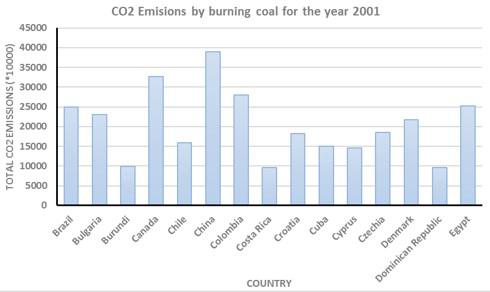 CO2 Emisions by burning coal for the year 2001
TOTAL CO2 EMISSIONS (*10000)
45000
40000
35000
30000
25000
20000
15000
10000
5000
0
Brazil
Bulgaria
Burundi
Canada
Chile
China
Colombia
Costa Rica
Croatia
Cuba
Cyprus
Czechia
Denmark
Dominican Republic
Egypt
COUNTRY